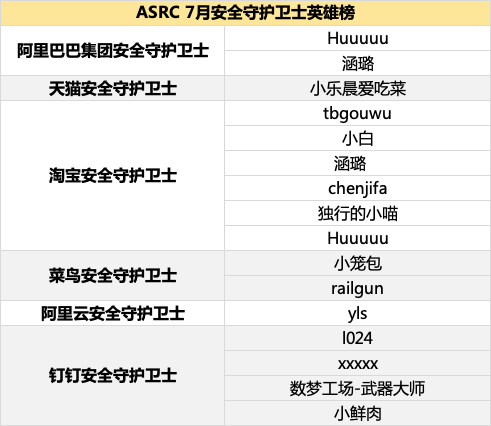 ASRC 7月安全守护卫士英雄榜
阿里巴巴集团安全守护卫士
Huuuuu
涵璐
天猫安全守护卫士
小乐晨爱吃菜
淘宝安全守护卫士
tbgouwu
小白
涵璐
chenjifa
独行的小喵
Huuuuu
菜鸟安全守护卫士
小笼包
railgun
阿里云安全守护卫士
yls
钉钉安全守护卫士
l024
xxxxx
数梦工场-武器大师
小鲜肉